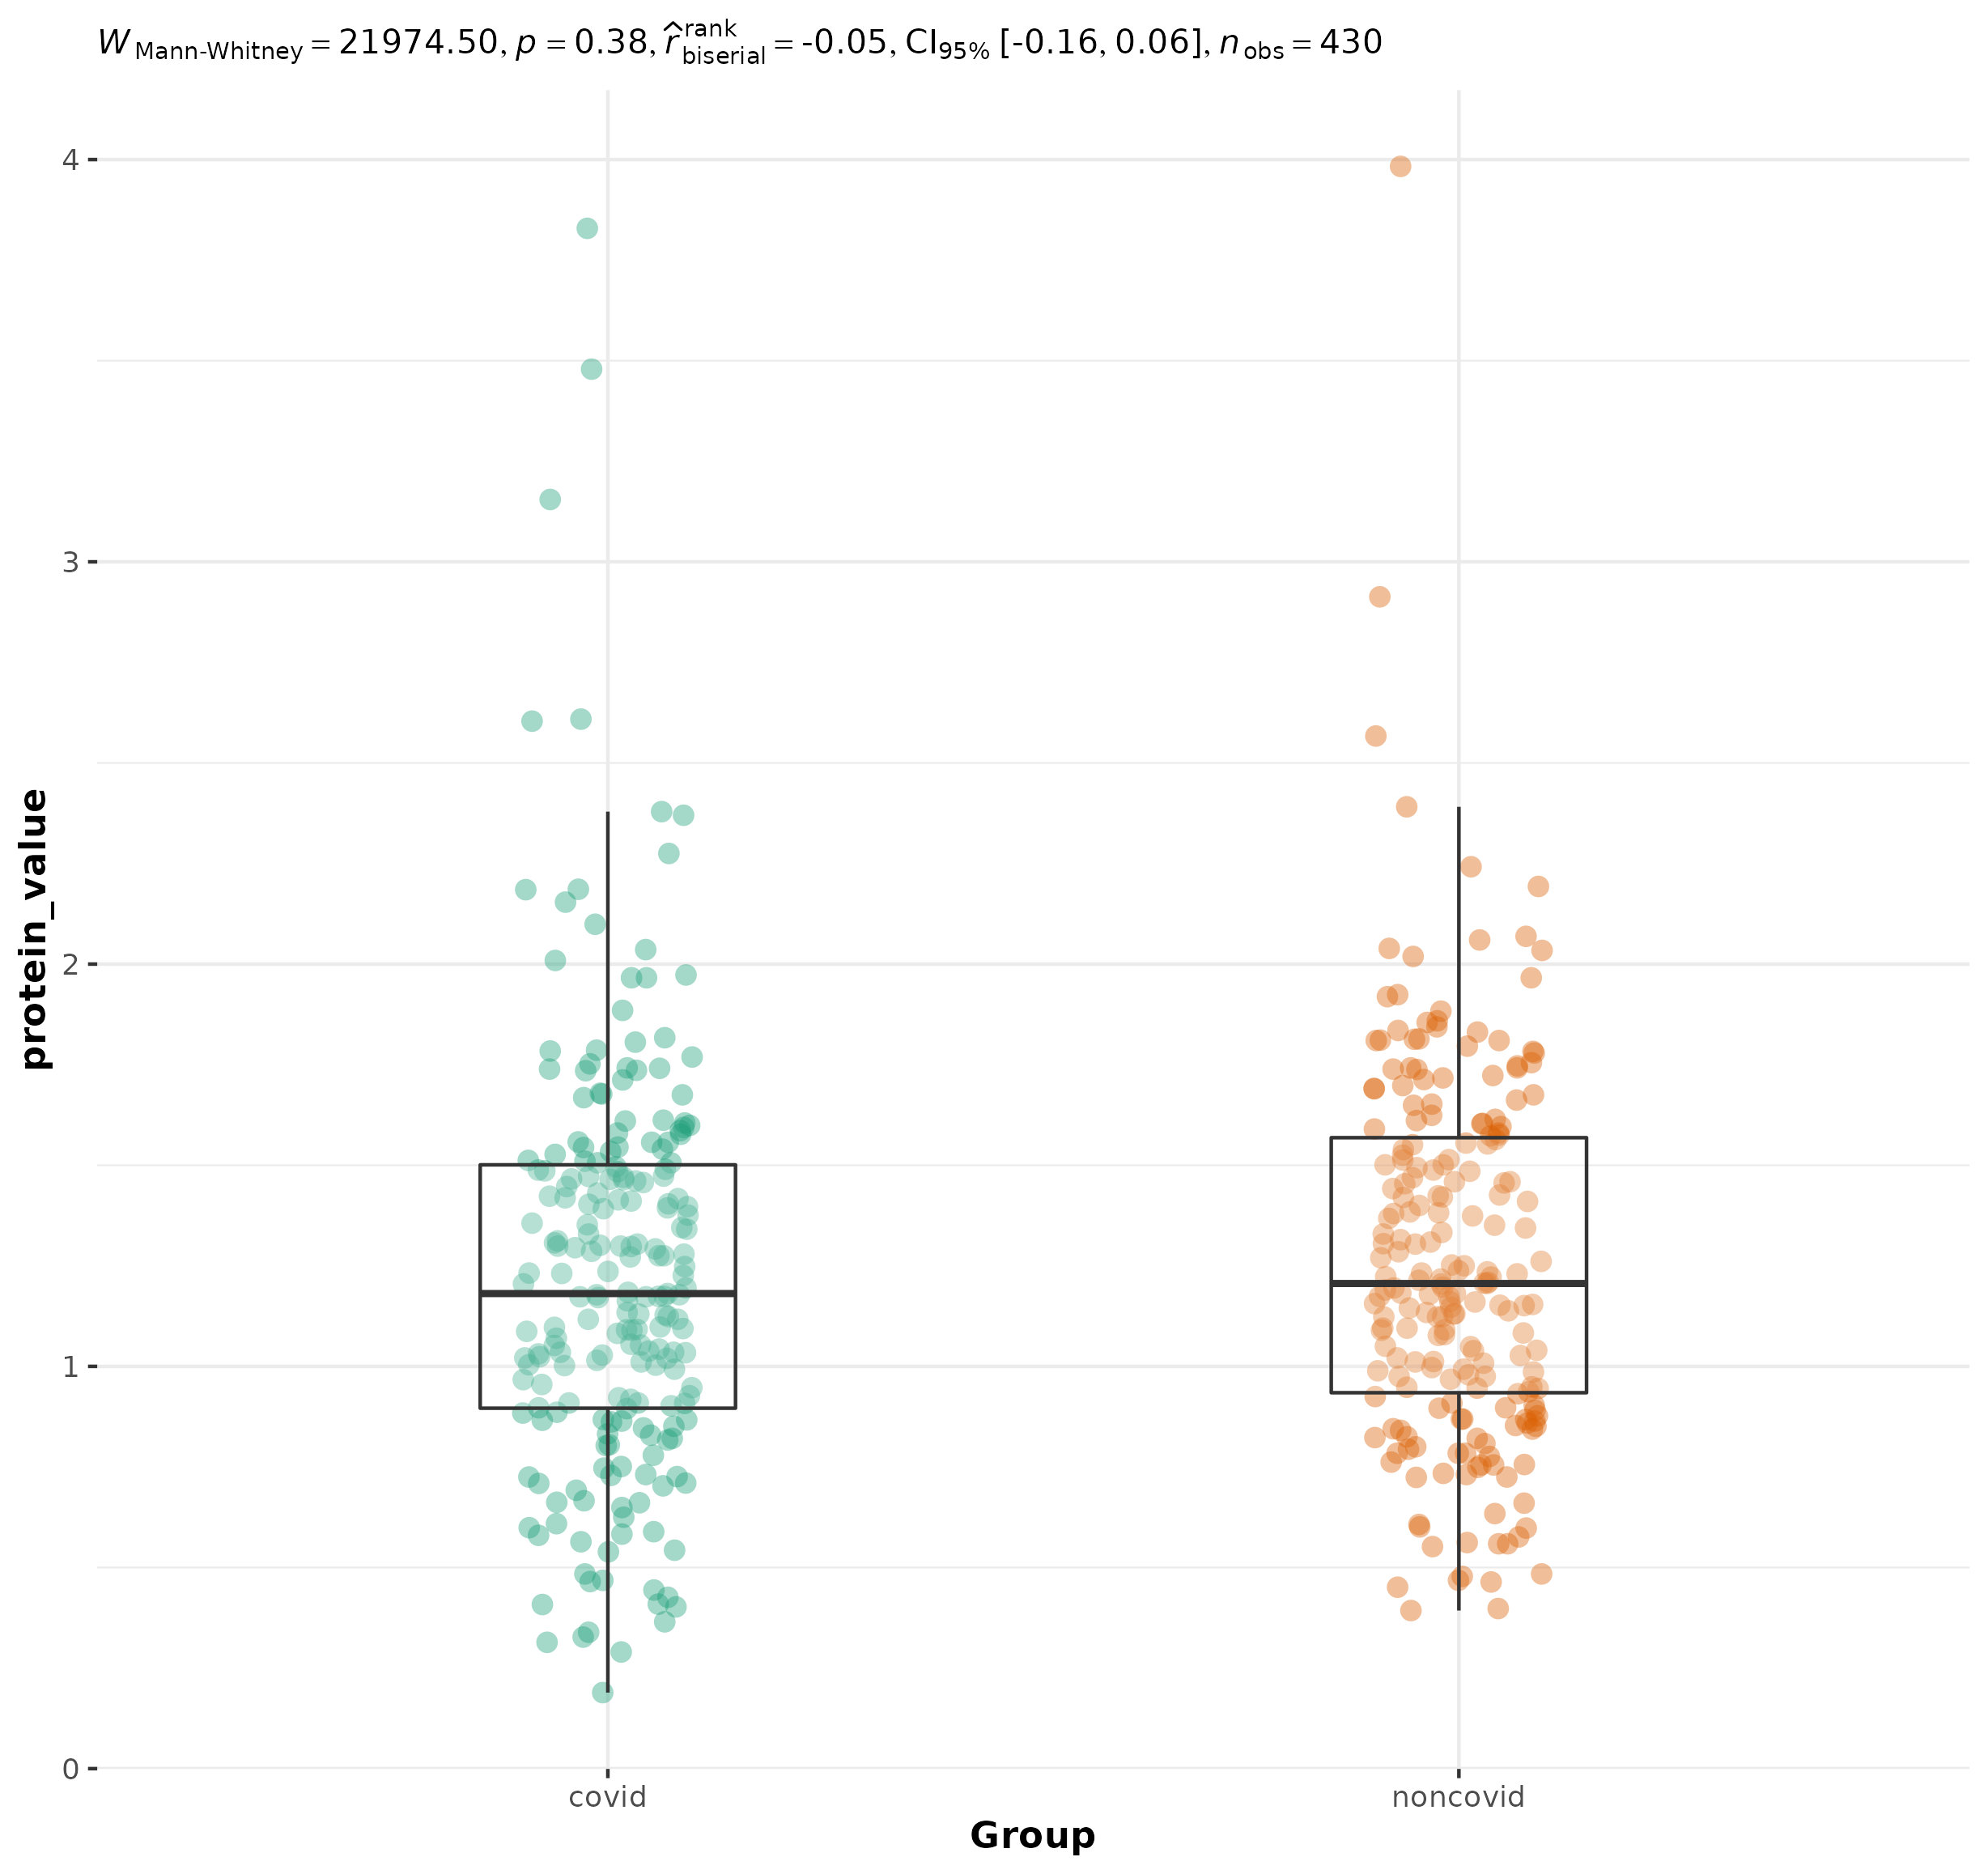 W Mann-Whitney = 21974.50, p = 0.38, r̂ rank biserial = -0.05, CI95% [-0.16, 0.06], n obs = 430
4
3
2
1
0
protein_value
covid noncovid
Group